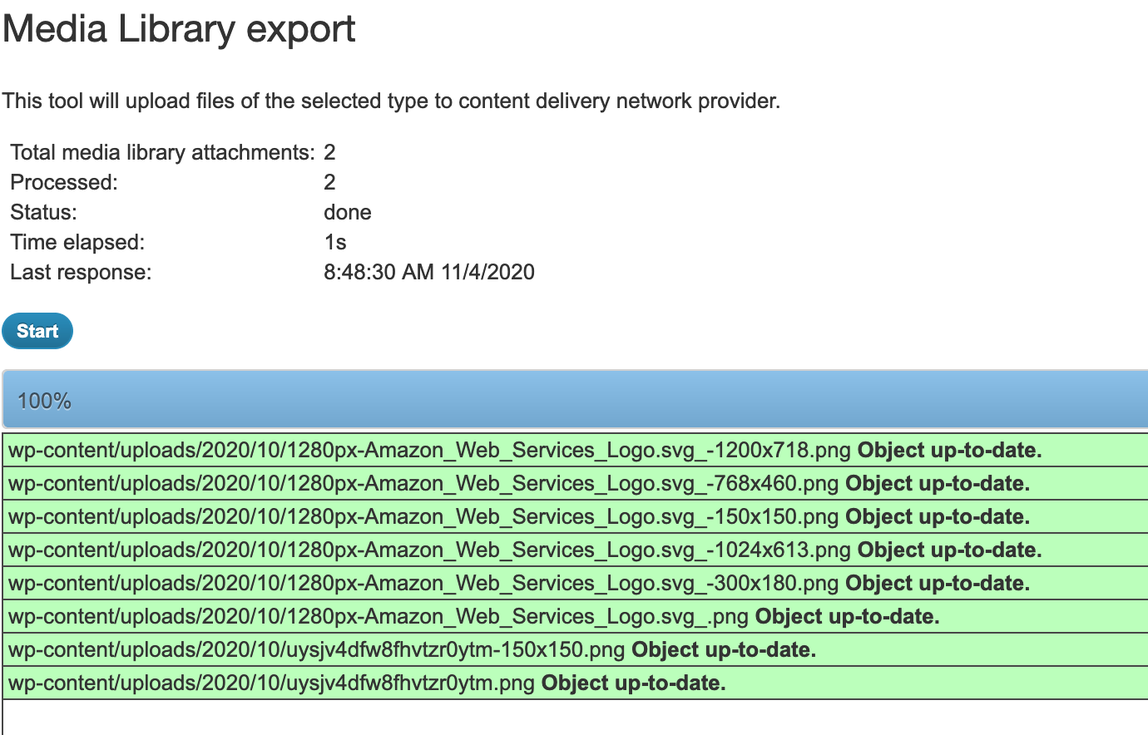 Media Library export
This tool will upload files of the selected type to content delivery network provider.
Total media library attachments: 2
Processed: 2
Status: done
Time elapsed: 1s
Last response: 8:48:30 AM 11/4/2020
Start
100%
wp-content/uploads/2020/10/1280px-Amazon_Web_Services_Logo.svg_-1200x718.png Object up-to-date.
wp-content/uploads/2020/10/1280px-Amazon_Web_Services_Logo.svg_-768x460.png Object up-to-date.
wp-content/uploads/2020/10/1280px-Amazon_Web_Services_Logo.svg_-150x150.png Object up-to-date.
wp-content/uploads/2020/10/1280px-Amazon_Web_Services_Logo.svg_-1024x613.png Object up-to-date.
wp-content/uploads/2020/10/1280px-Amazon_Web_Services_Logo.svg_-300x180.png Object up-to-date.
wp-content/uploads/2020/10/1280px-Amazon_Web_Services_Logo.svg_.png Object up-to-date.
wp-content/uploads/2020/10/uysjv4dfw8fhvtzr0ytm-150x150.png Object up-to-date.
wp-content/uploads/2020/10/uysjv4dfw8fhvtzr0ytm.png Object up-to-date.